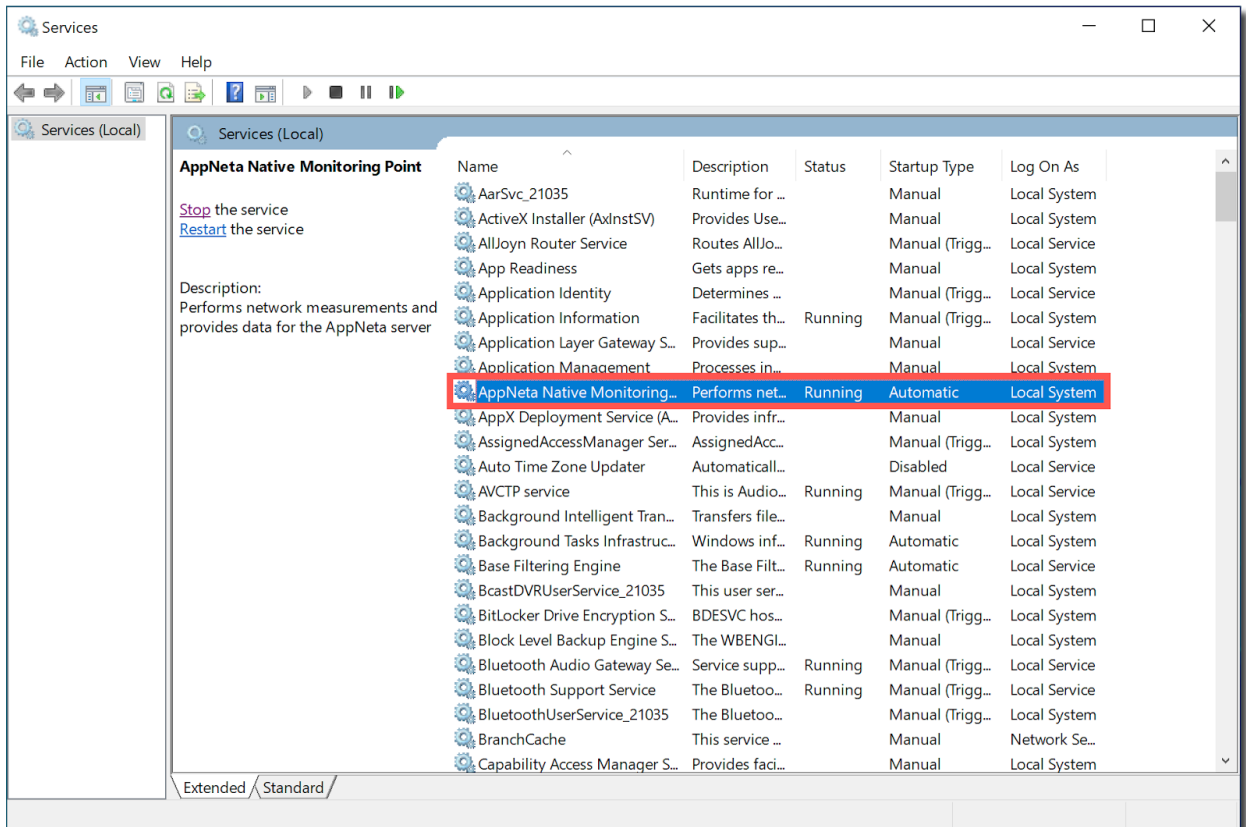 Services
File Action View Help
Services (Local)
Services (Local)
AppNeta Native Monitoring Point
Stop the service
Restart the service
Description:
Performs network measurements and
provides data for the AppNeta server
Name Description Status Startup Type Log On As
AarSvc_21035 Runtime for ... Manual Local System
ActiveX Installer (AxInstSV) Provides Use... Manual Local System
AllJoyn Router Service Routes AllJo... Manual (Trigg... Local Service
App Readiness Gets apps re... Manual Local System
Application Identity Determines ... Manual (Trigg... Local Service
Application Information Facilitates th... Running Manual (Trigg... Local System
Application Layer Gateway S... Provides sup... Manual Local Service
Application Management Processes in... Manual Local System
AppNeta Native Monitoring... Performs net... Running Automatic Local System
AppX Deployment Service (A... Provides infr... Manual Local System
AssignedAccessManager Ser... AssignedAcc... Manual (Trigg... Local System
Auto Time Zone Updater Automaticall... Disabled Local Service
AVCTP service This is Audio... Running Manual (Trigg... Local Service
Background Intelligent Tran... Transfers file... Manual Local System
Background Tasks Infrastruc... Windows inf... Running Automatic Local System
Base Filtering Engine The Base Filt... Running Automatic Local Service
BcastDVRUserService_21035 This user ser... Manual Local System
BitLocker Drive Encryption S... BDESVC hos... Manual (Trigg... Local System
Block Level Backup Engine S... The WBENGI... Manual Local System
Bluetooth Audio Gateway Se... Service supp... Running Manual (Trigg... Local Service
Bluetooth Support Service The Bluetoo... Running Manual (Trigg... Local Service
BluetoothUserService_21035 The Bluetoo... Manual (Trigg... Local System
BranchCache This service ... Manual Network Se...
Capability Access Manager S... Provides faci... Manual Local System
Extended Standard